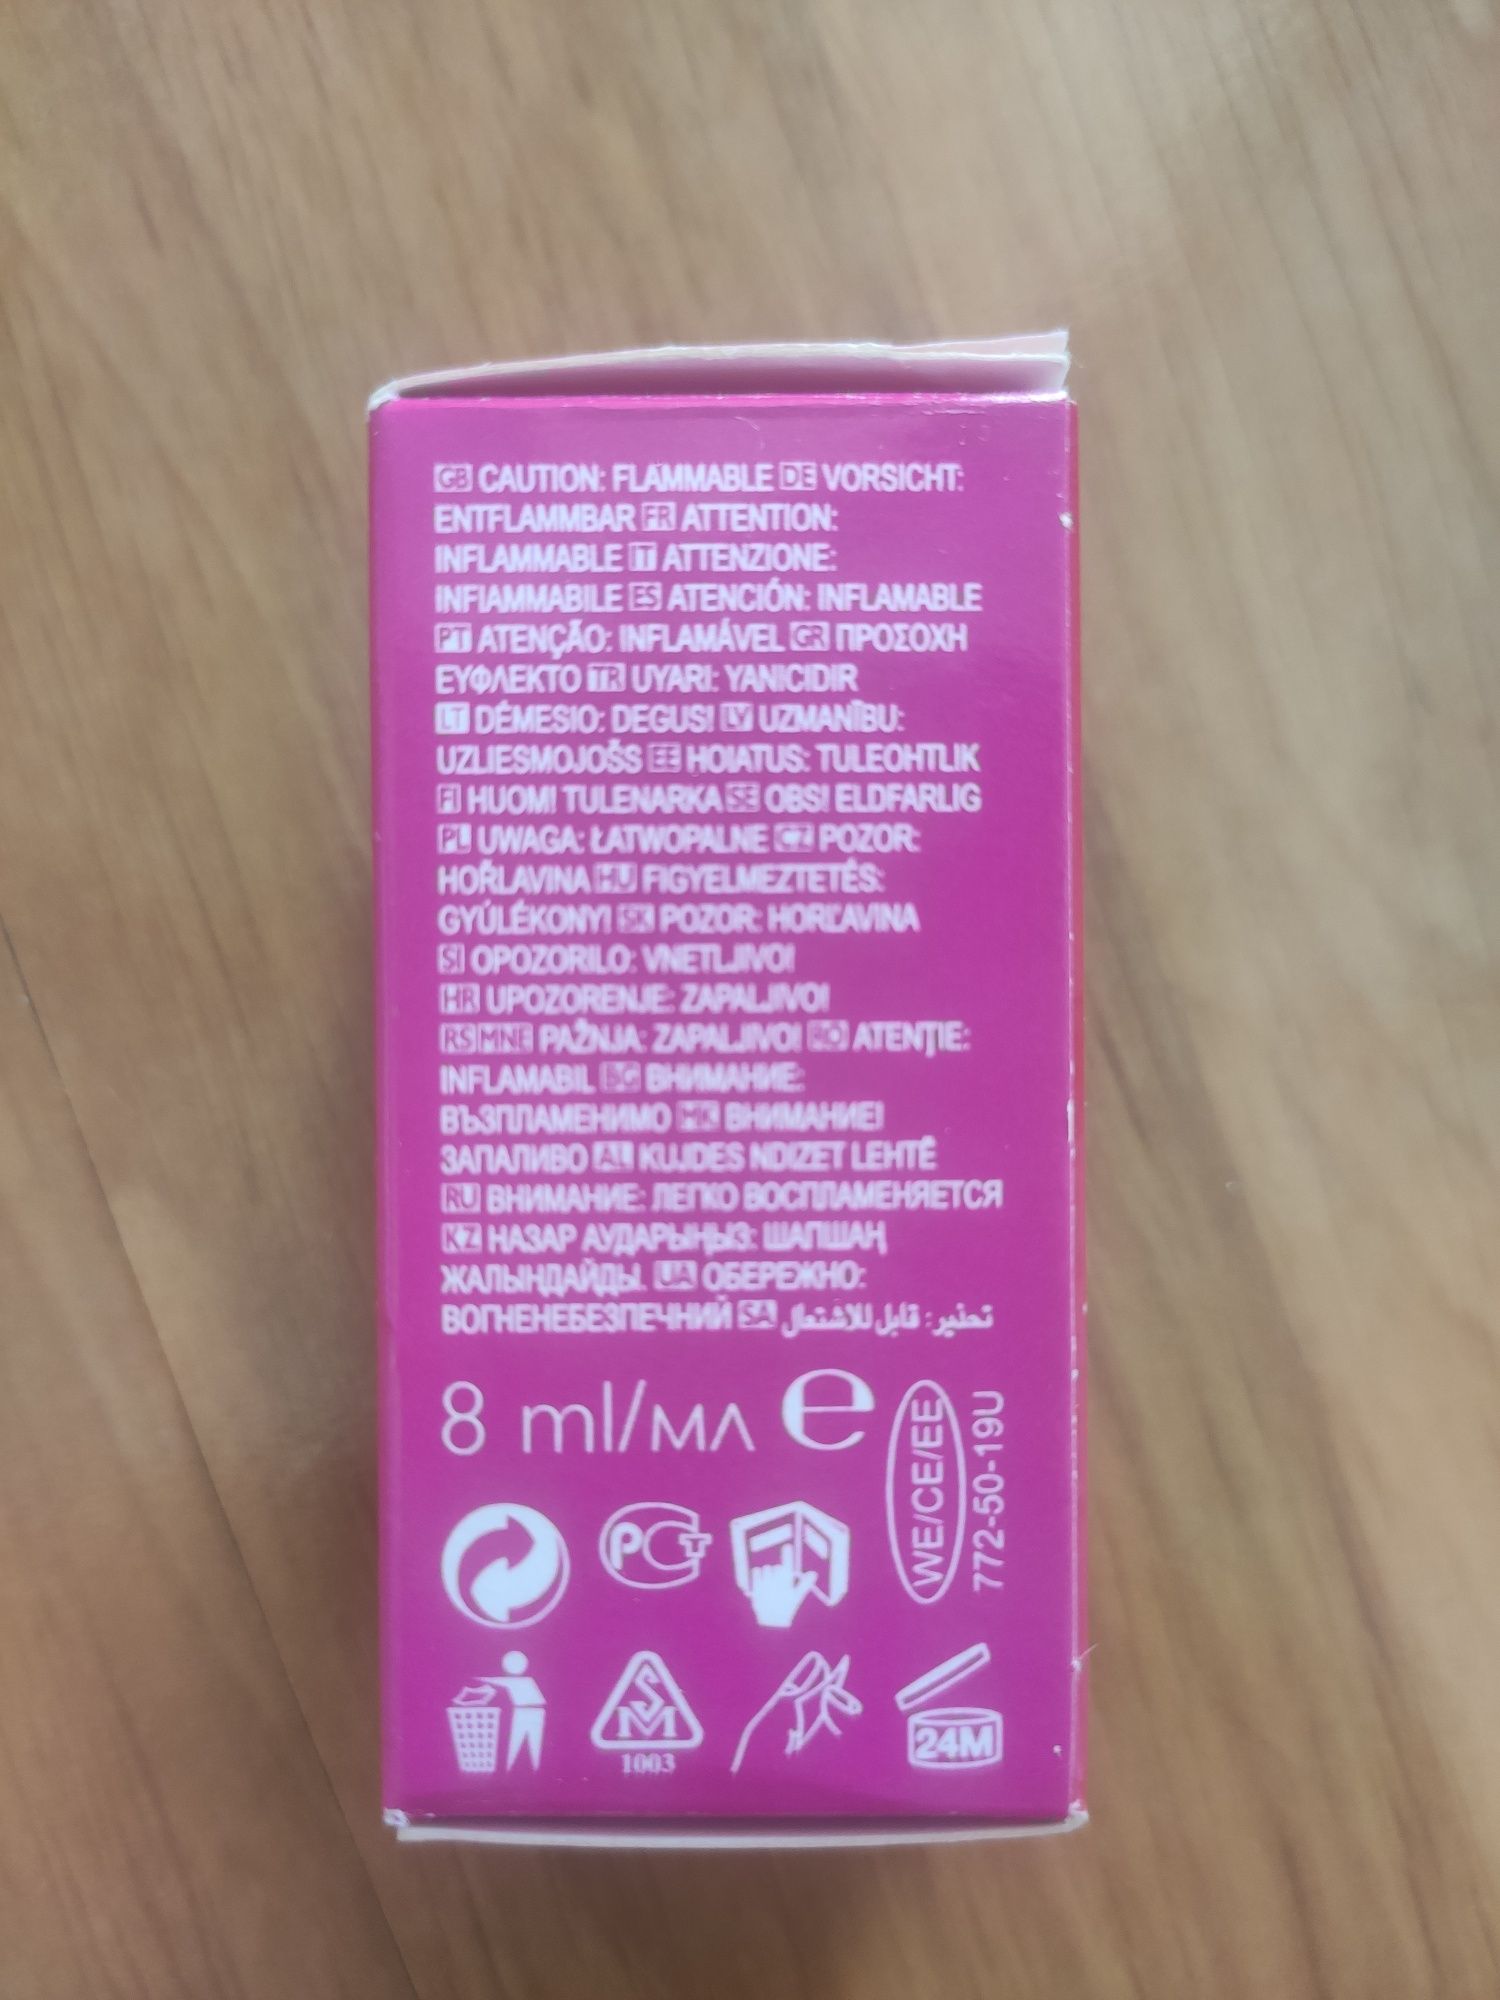 GB CAUTION: FLAMMABLE DE VORSICHT:
ENTFLAMMBAR FR ATTENTION:
INFLAMMABLE IT ATTENZIONE:
INFIAMMABILE ES ATENCIÓN: INFLAMABLE
PT ATENÇÃO: INFLAMÁVEL GR ΠΡΟΣΟΧΗ
ΕΥΦΛΕΚΤΟ TR UYARI: YANICIDIR
LT DĖMESIO: DEGUS! LV UZMANĪBU:
UZLIESMOJOŠS EE HOIATUS: TULEOHTLIK
FI HUOM! TULENARKA SE OBS! ELDFARLIG
PL UWAGA: ŁATWOPALNE CZ POZOR:
HOŘLAVINA HU FIGYELMEZTETÉS:
GYÚLÉKONY! SK POZOR: HORĽAVINA
SI OPOZORILO: VNETLJIVO!
HR UPOZORENJE: ZAPALJIVO!
RS MNE PAŽNJA: ZAPALJIVO! RO ATENŢIE:
INFLAMABIL BG ВНИМАНИЕ:
ВЪЗПЛАМЕНИМО MK ВНИМАНИЕ!
ЗАПАЛИВО AL KUJDES NDIZET LEHTË
RU ВНИМАНИЕ: ЛЕГКО ВОСПЛАМЕНЯЕТСЯ
KZ НАЗАР АУДАРЫҢЫЗ: ШАПШАҢ
ЖАЛЫНДАЙДЫ. UA ОБЕРЕЖНО:
ВОГНЕНЕБЕЗПЕЧНИЙ SA تحذير: قابل للاشتعال
8 ml/мл e
WE/CE/EE
772-50-19U
РСТ
SM
1003
24M